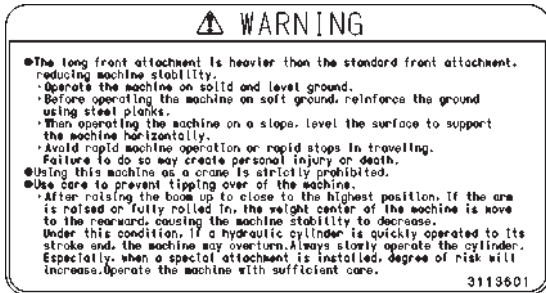 ⚠ WARNING
●The long front attachment is heavier than the standard front attachment,
reducing machine stability.
・Operate the machine on solid and level ground.
・Before operating the machine on soft ground, reinforce the ground
using steel planks.
・When operating the machine on a slope, level the surface to support
the machine horizontally.
・Avoid rapid machine operation or rapid stops in traveling.
Failure to do so may create personal injury or death.
●Using this machine as a crane is strictly prohibited.
●Use care to prevent tipping over of the machine.
・After raising the boom up to close to the highest position, If the arm
is raised or fully rolled in, the weight center of the machine is move
to the rearward, causing the machine stability to decrease.
Under this condition, if a hydraulic cylinder is quickly operated to its
stroke end, the machine may overturn.Always slowly operate the cylinder.
Especially, when a special attachment is installed, degree of risk will
increase.Operate the machine with sufficient care.
3113601